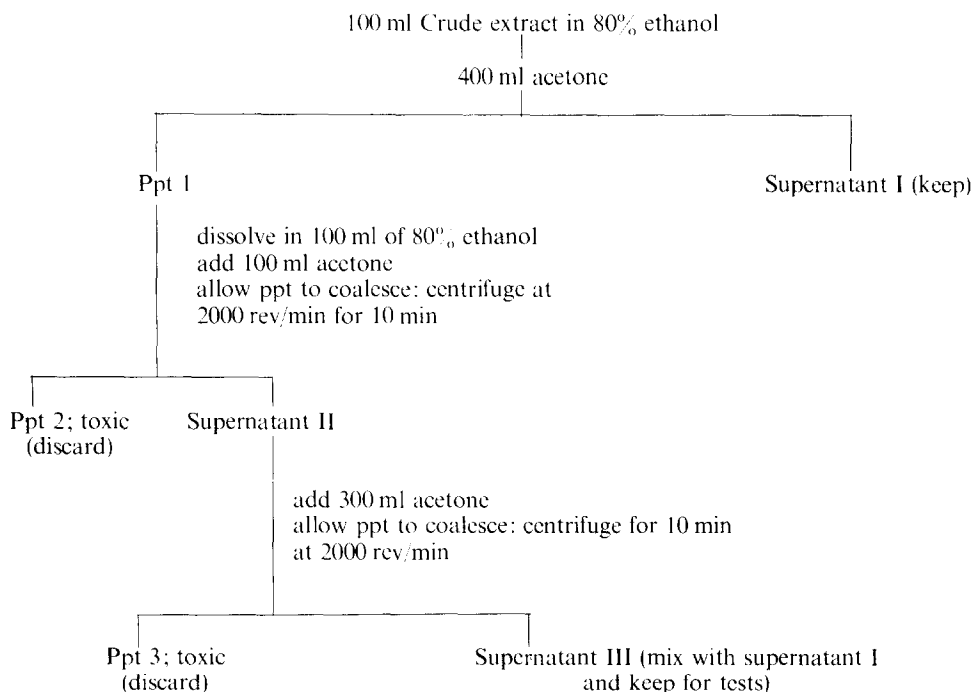 100 ml Crude extract in 80% ethanol
400 ml acetone
Ppt 1
Supernatant I (keep)
dissolve in 100 ml of 80% ethanol
add 100 ml acetone
allow ppt to coalesce: centrifuge at
2000 rev/min for 10 min
Ppt 2; toxic
(discard)
Supernatant II
add 300 ml acetone
allow ppt to coalesce: centrifuge for 10 min
at 2000 rev/min
Ppt 3; toxic
(discard)
Supernatant III (mix with supernatant I
and keep for tests)